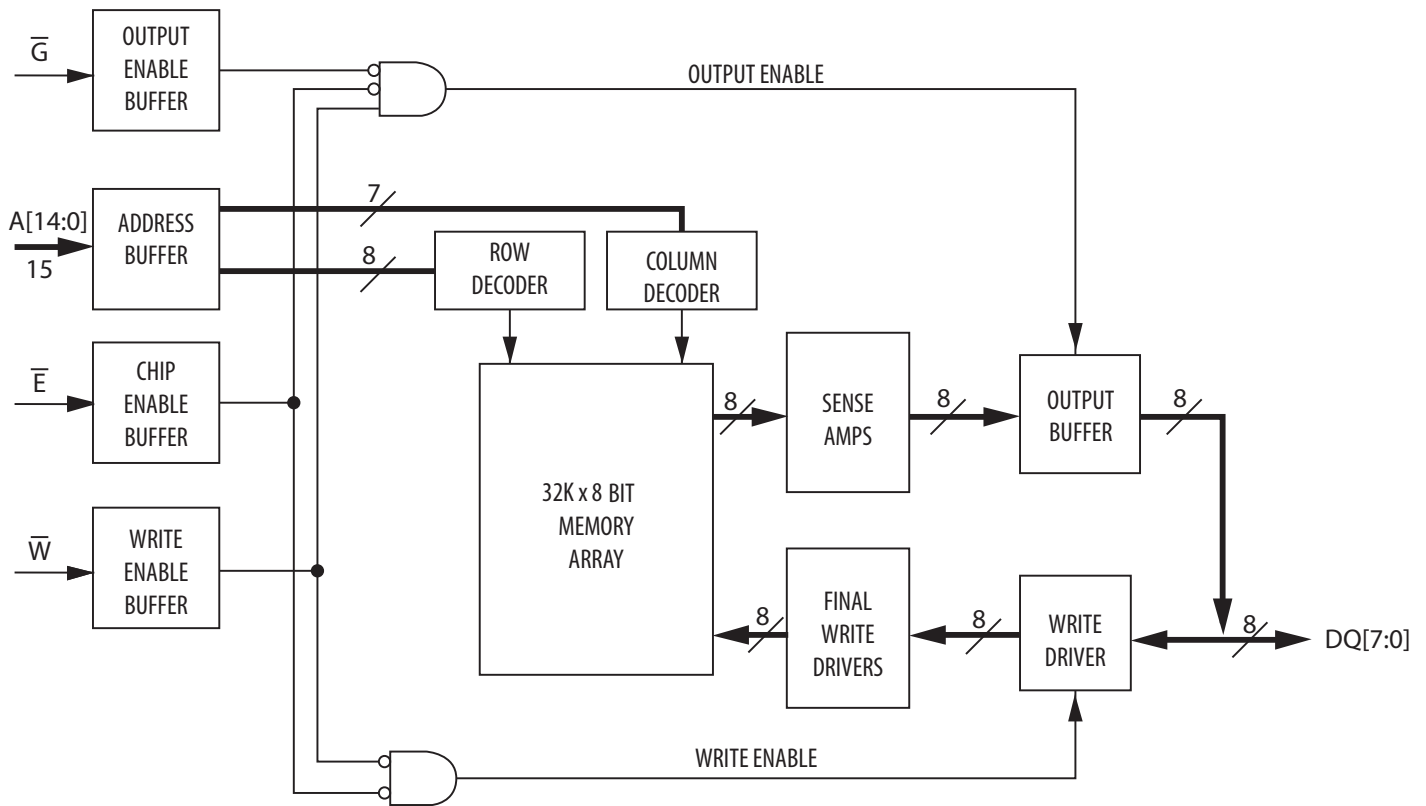 G̅
OUTPUT
ENABLE
BUFFER
OUTPUT ENABLE
A[14:0]
15
ADDRESS
BUFFER
7
8
ROW
DECODER
COLUMN
DECODER
E̅
CHIP
ENABLE
BUFFER
W̅
WRITE
ENABLE
BUFFER
32K x 8 BIT
MEMORY
ARRAY
8
SENSE
AMPS
8
OUTPUT
BUFFER
8
8
FINAL
WRITE
DRIVERS
8
WRITE
DRIVER
8
DQ[7:0]
WRITE ENABLE